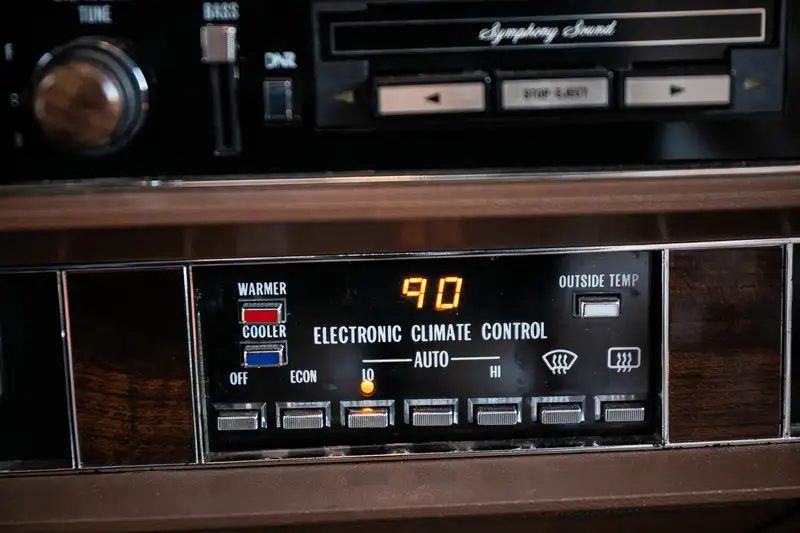 TUNE
BASS
DNR
Symphony Sound
STOP·EJECT
WARMER
COOLER
90
OUTSIDE TEMP
ELECTRONIC CLIMATE CONTROL
AUTO
OFF
ECON
LO
HI